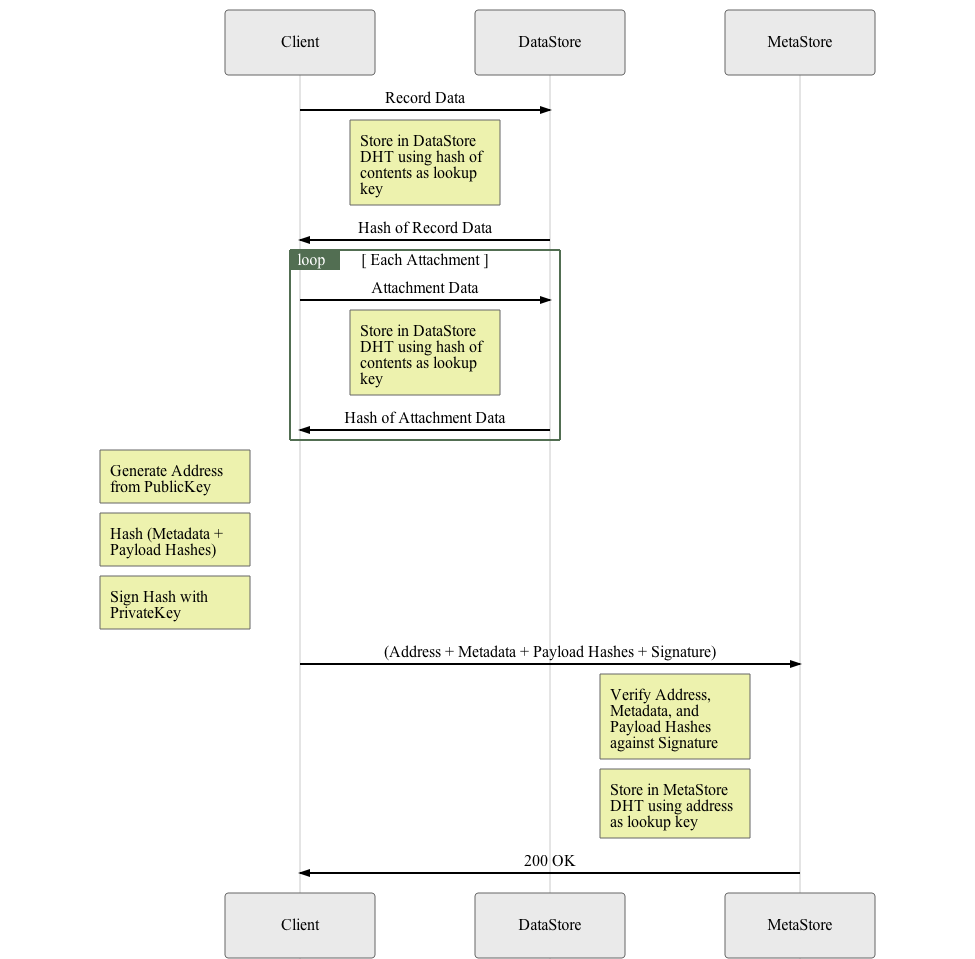 Client
DataStore
MetaStore
Record Data
Store in DataStore
DHT using hash of
contents as lookup
key
Hash of Record Data
loop
[ Each Attachment ]
Attachment Data
Store in DataStore
DHT using hash of
contents as lookup
key
Hash of Attachment Data
Generate Address
from PublicKey
Hash (Metadata +
Payload Hashes)
Sign Hash with
PrivateKey
(Address + Metadata + Payload Hashes + Signature)
Verify Address,
Metadata, and
Payload Hashes
against Signature
Store in MetaStore
DHT using address
as lookup key
200 OK
Client
DataStore
MetaStore